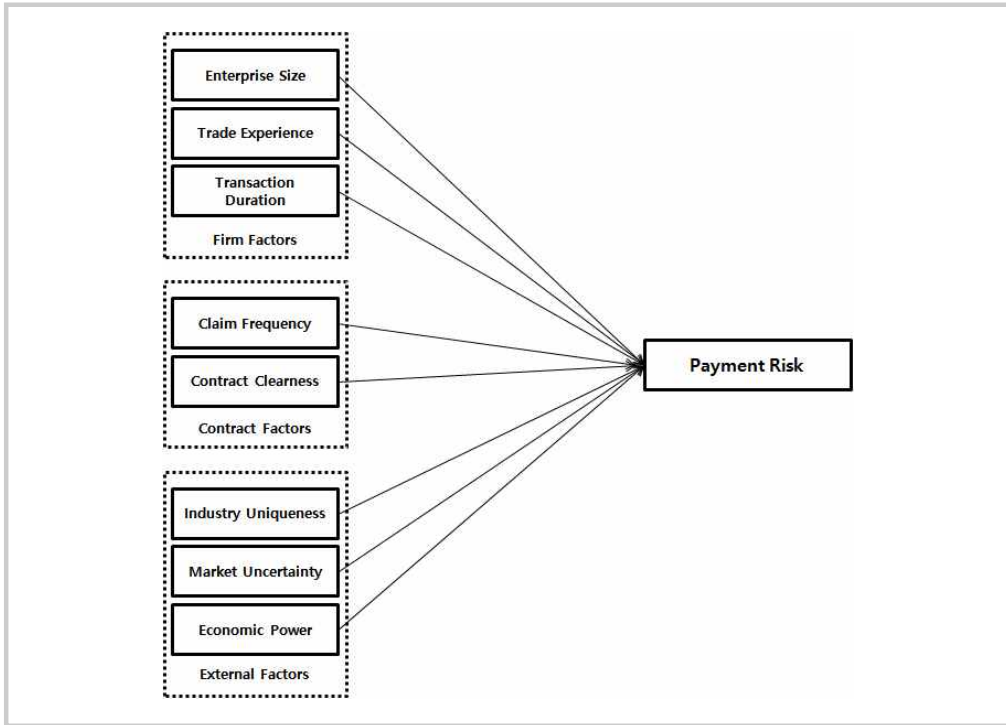 Enterprise Size
Trade Experience
Transaction
Duration
Firm Factors
Claim Frequency
Contract Clearness
Contract Factors
Industry Uniqueness
Market Uncertainty
Economic Power
External Factors
Payment Risk